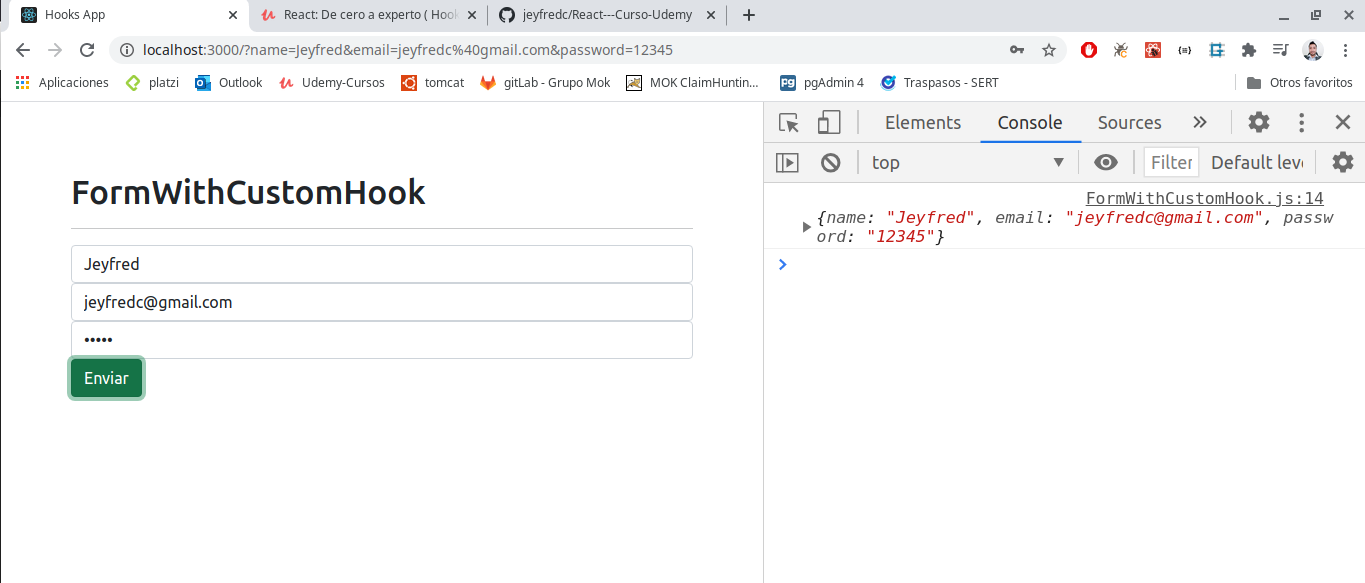 Hooks App
React: De cero a experto ( Hook
jeyfredc/React---Curso-Udemy
localhost:3000/?name=Jeyfred&email=jeyfredc%40gmail.com&password=12345
Aplicaciones platzi Outlook Udemy-Cursos tomcat gitLab - Grupo Mok MOK ClaimHuntin... pgAdmin 4 Traspasos - SERT Otros favoritos
Elements Console Sources
top Filter Default leve
FormWithCustomHook.js:14
{name: "Jeyfred", email: "jeyfredc@gmail.com", passw
ord: "12345"}
FormWithCustomHook
Jeyfred
jeyfredc@gmail.com
•••••
Enviar